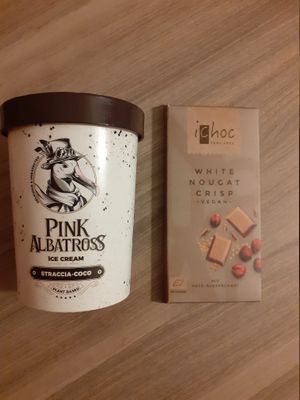 PINK
ALBATROSS
ICE CREAM
STRACCIA-COCO
PLANT BASED
iChoc
WHITE
NOUGAT
CRISP
VEGAN